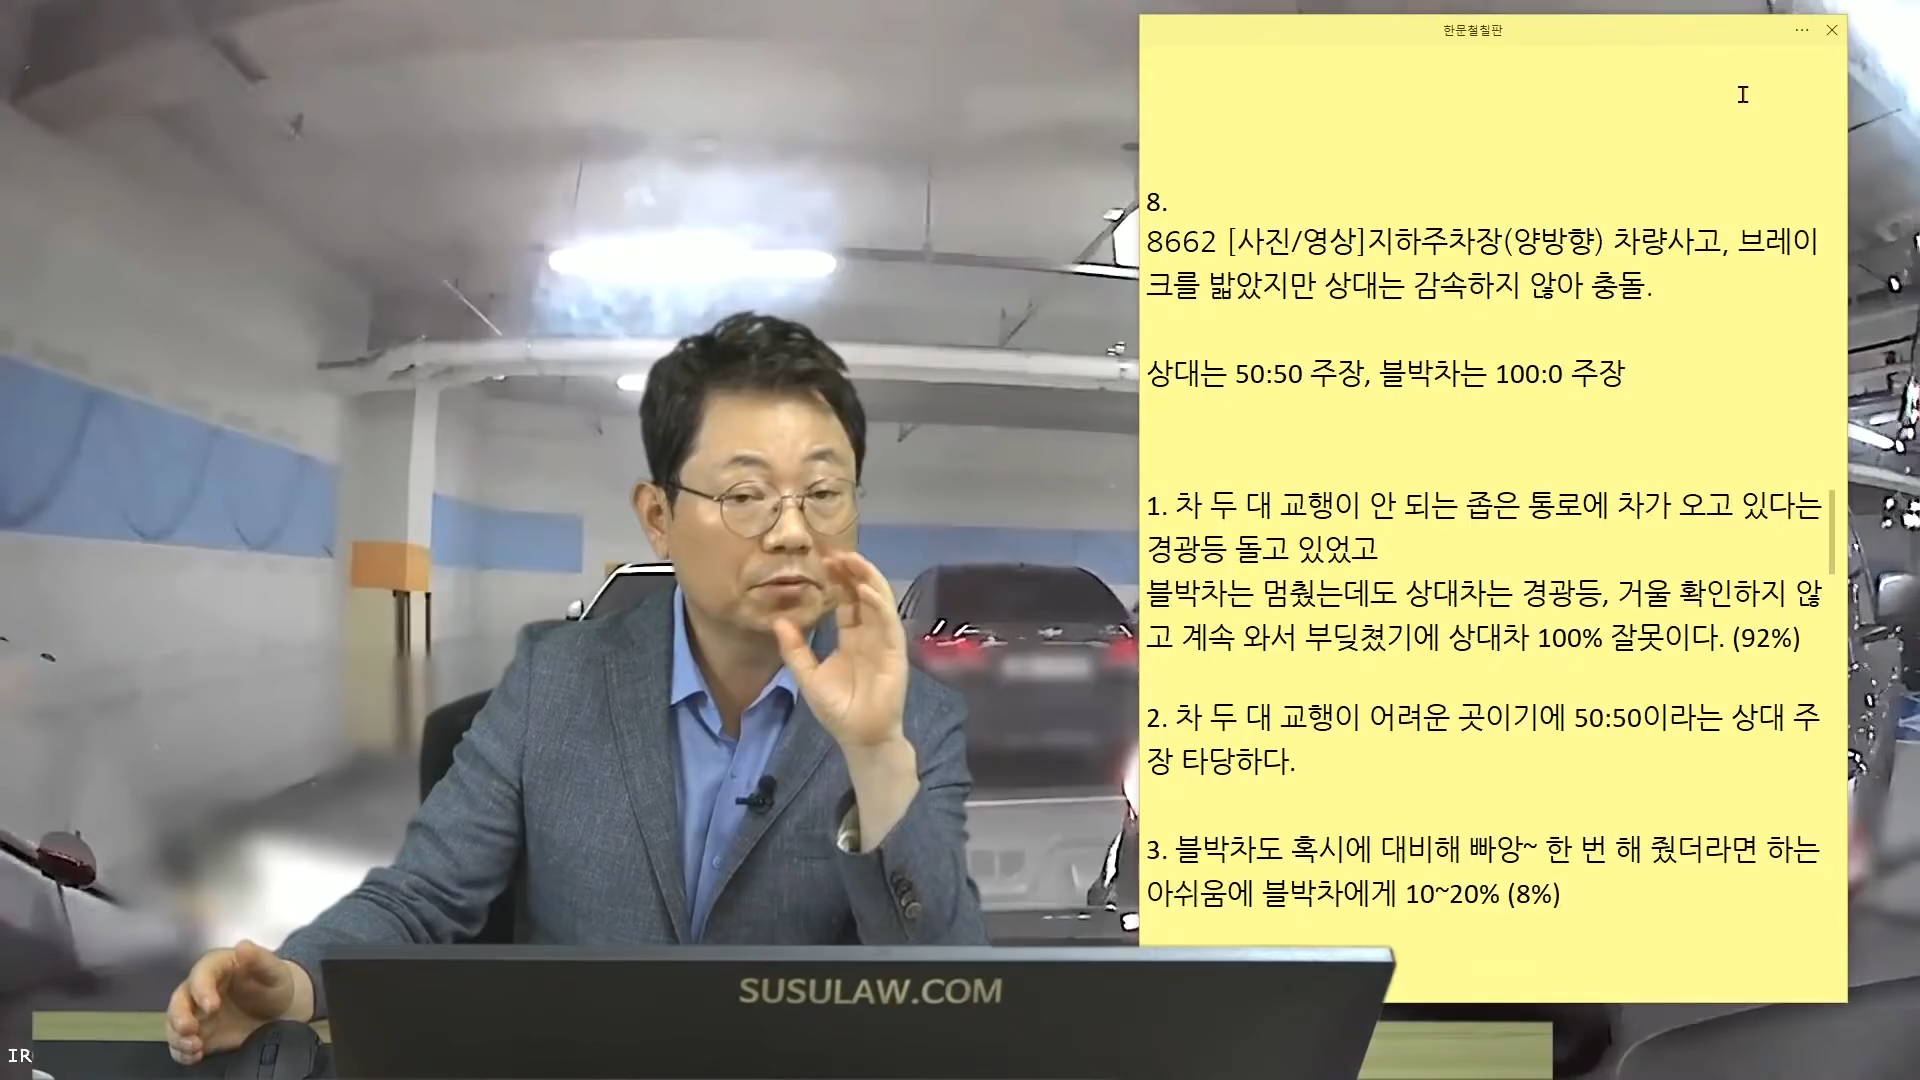 한문철칠판
8.
8662 [사진/영상]지하주차장(양방향) 차량사고, 브레이
크를 밟았지만 상대는 감속하지 않아 충돌.
상대는 50:50 주장, 블박차는 100:0 주장
1. 차 두 대 교행이 안 되는 좁은 통로에 차가 오고 있다는
경광등 돌고 있었고
블박차는 멈췄는데도 상대차는 경광등, 거울 확인하지 않
고 계속 와서 부딪쳤기에 상대차 100% 잘못이다. (92%)
2. 차 두 대 교행이 어려운 곳이기에 50:50이라는 상대 주
장 타당하다.
3. 블박차도 혹시에 대비해 빠앙~ 한 번 해 줬더라면 하는
아쉬움에 블박차에게 10~20% (8%)
SUSULAW.COM
IR